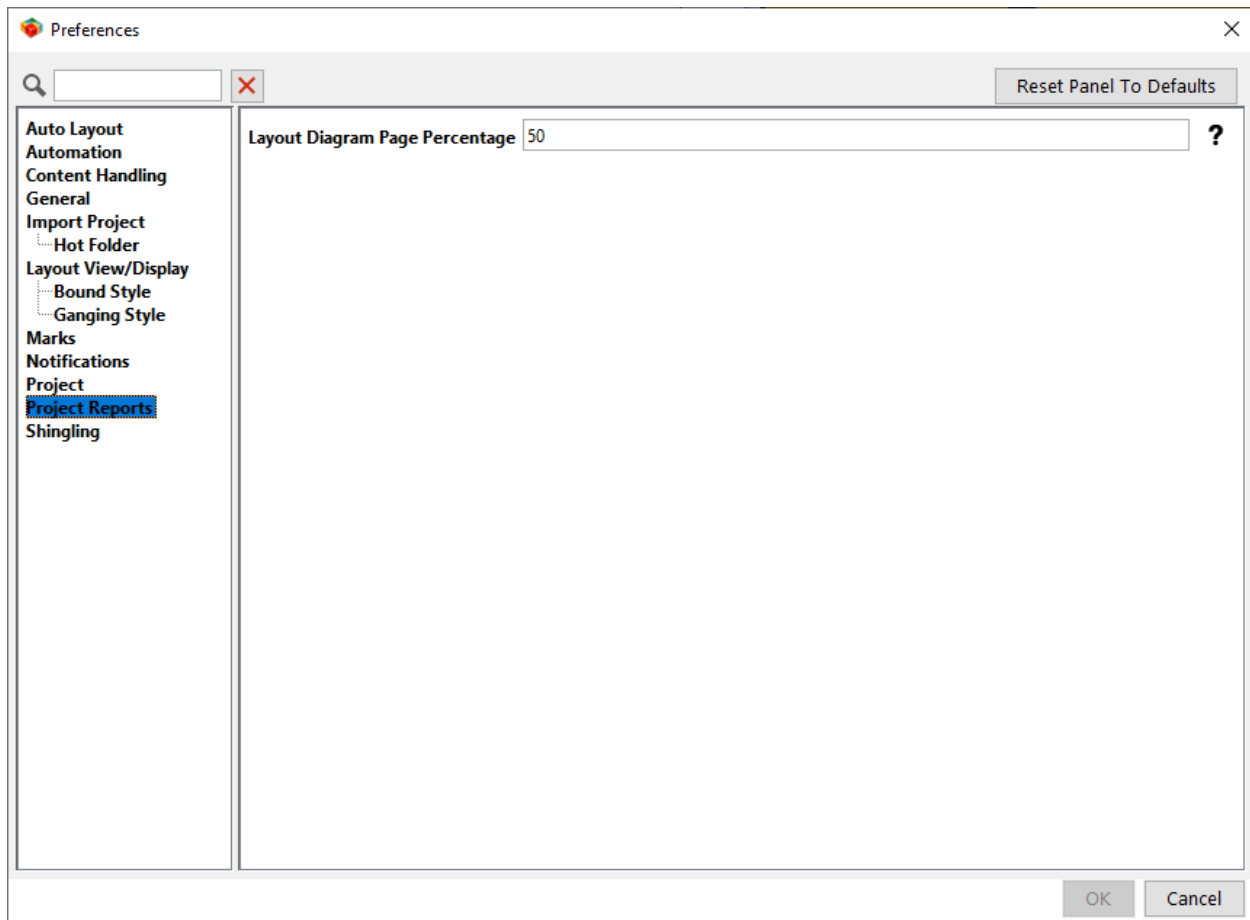 Preferences
Reset Panel To Defaults
Auto Layout
Automation
Content Handling
General
Import Project
Hot Folder
Layout View/Display
Bound Style
Ganging Style
Marks
Notifications
Project
Project Reports
Shingling
Layout Diagram Page Percentage 50 ?
OK Cancel